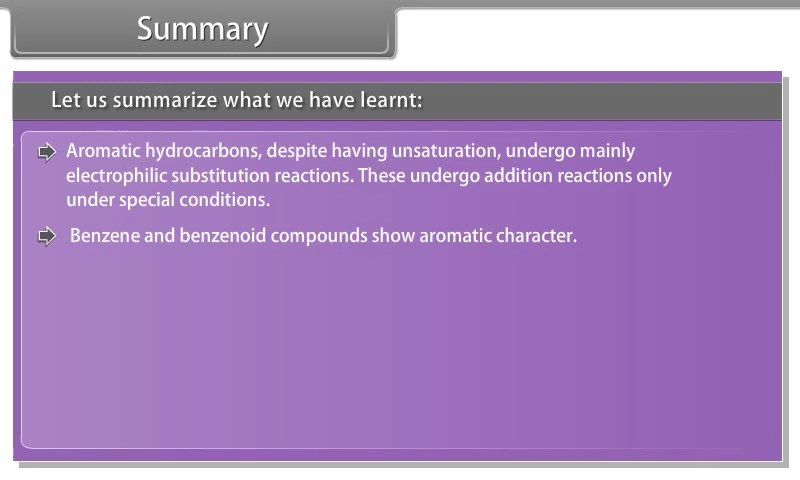 Summary
Let us summarize what we have learnt:
Aromatic hydrocarbons, despite having unsaturation, undergo mainly
electrophilic substitution reactions. These undergo addition reactions only
under special conditions.
Benzene and benzenoid compounds show aromatic character.